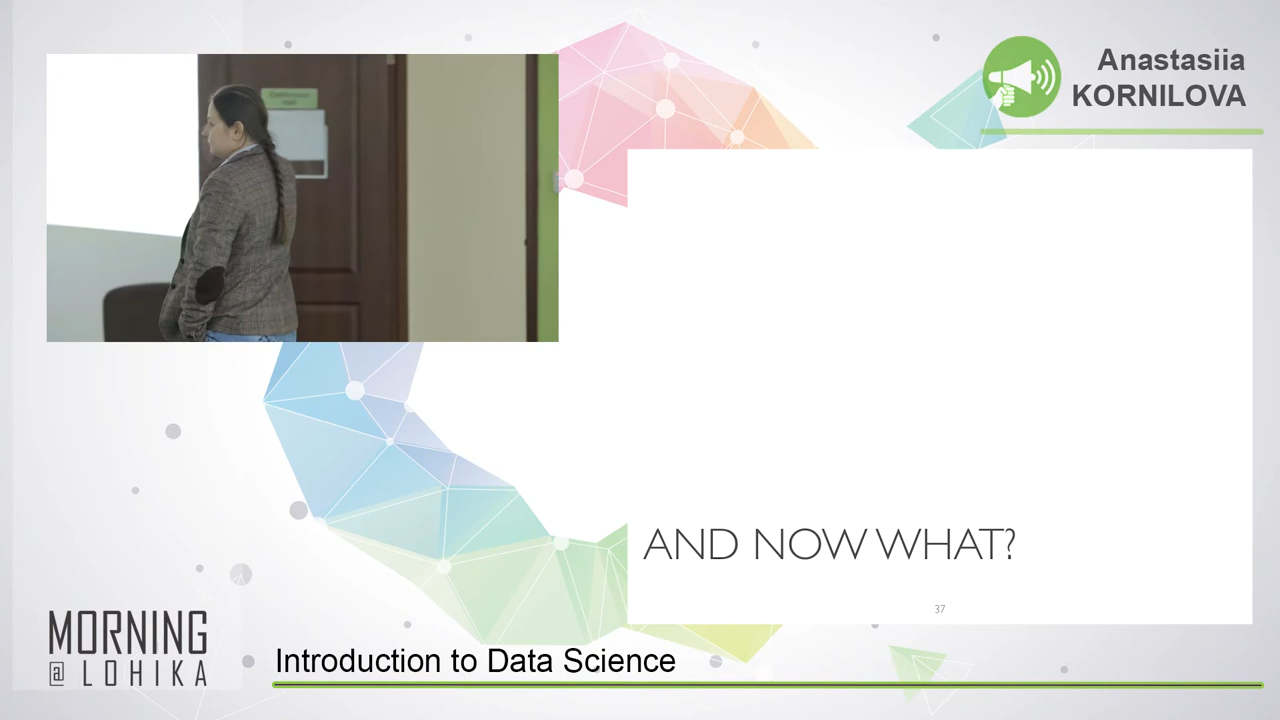 Anastasiia
KORNILOVA
AND NOW WHAT?
37
MORNING
@ LOHIKA
Introduction to Data Science